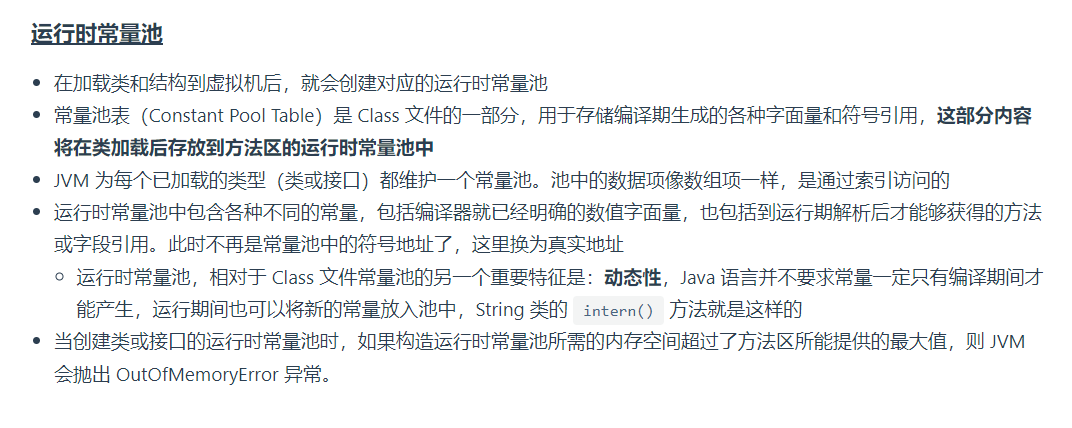 运行时常量池
在加载类和结构到虚拟机后，就会创建对应的运行时常量池
常量池表（Constant Pool Table）是 Class 文件的一部分，用于存储编译期生成的各种字面量和符号引用，这部分内容
将在类加载后存放到方法区的运行时常量池中
JVM 为每个已加载的类型（类或接口）都维护一个常量池。池中的数据项像数组项一样，是通过索引访问的
运行时常量池中包含各种不同的常量，包括编译器就已经明确的数值字面量，也包括到运行期解析后才能够获得的方法
或字段引用。此时不再是常量池中的符号地址了，这里换为真实地址
运行时常量池，相对于 Class 文件常量池的另一个重要特征是：动态性，Java 语言并不要求常量一定只有编译期间才
能产生，运行期间也可以将新的常量放入池中，String 类的 intern() 方法就是这样的
当创建类或接口的运行时常量池时，如果构造运行时常量池所需的内存空间超过了方法区所能提供的最大值，则 JVM
会抛出 OutOfMemoryError 异常。